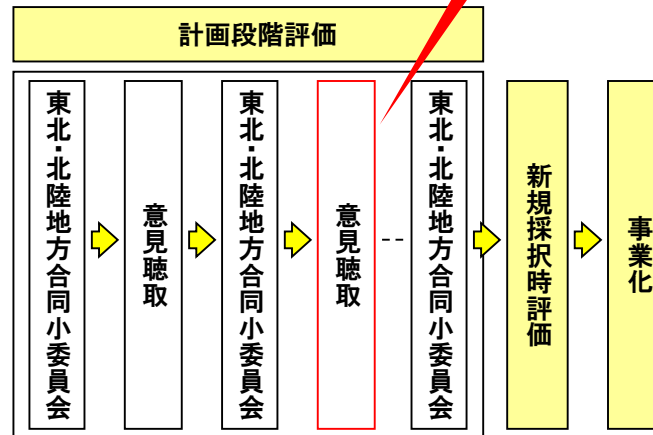 計画段階評価
東北・北陸地方合同小委員会
意見聴取
東北・北陸地方合同小委員会
意見聴取
東北・北陸地方合同小委員会
新規採択時評価
事業化